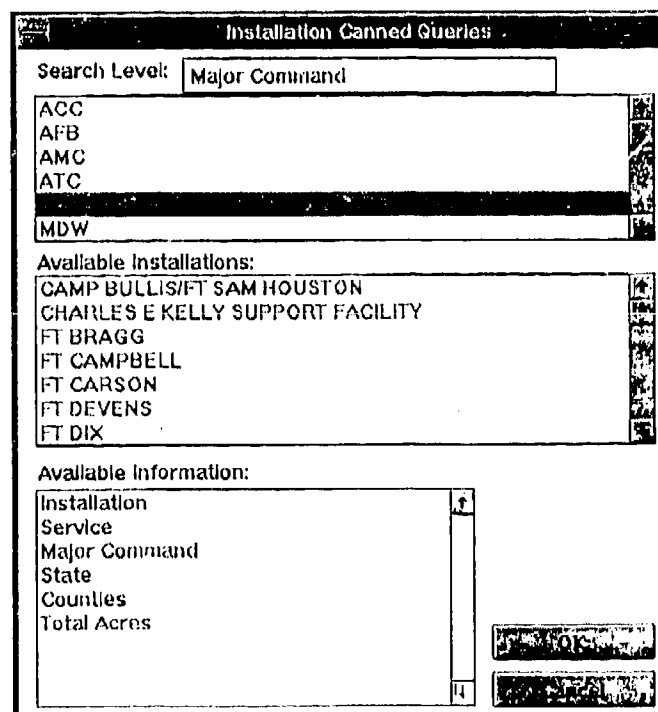 Installation Canned Queries
Search Level: Major Command
ACC
AFB
AMC
ATC
MDW
Available Installations:
CAMP BULLIS/FT SAM HOUSTON
CHARLES E KELLY SUPPORT FACILITY
FT BRAGG
FT CAMPBELL
FT CARSON
FT DEVENS
FT DIX
Available Information:
Installation
Service
Major Command
State
Counties
Total Acres
OK